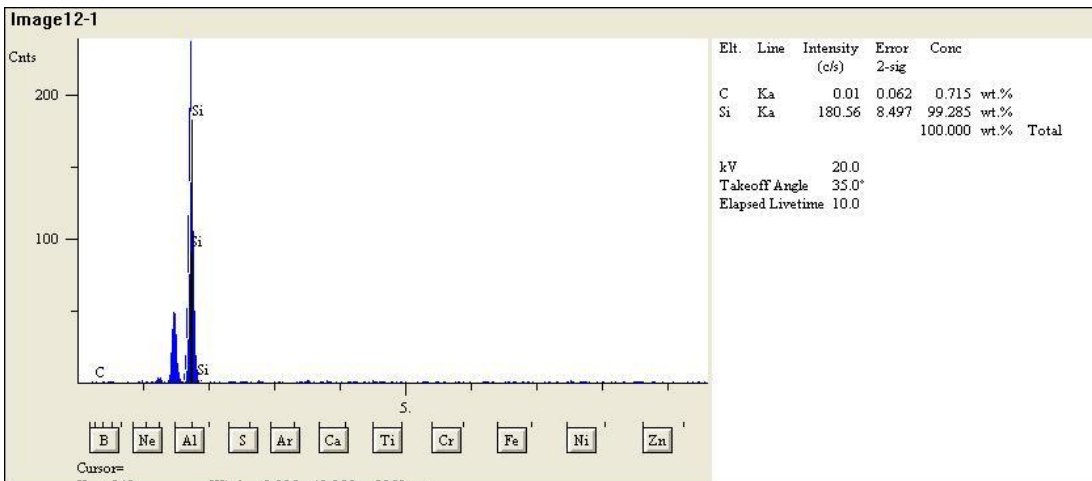 Image12-1
Cnts
200
100
Si
Si
Si
C
5.
B Ne Al S Ar Ca Ti Cr Fe Ni Zn
Cursor=
Elt. Line Intensity Error Conc
(c/s) 2-sig
C Ka 0.01 0.062 0.715 wt.%
Si Ka 180.56 8.497 99.285 wt.%
100.000 wt.% Total
kV 20.0
Takeoff Angle 35.0°
Elapsed Livetime 10.0